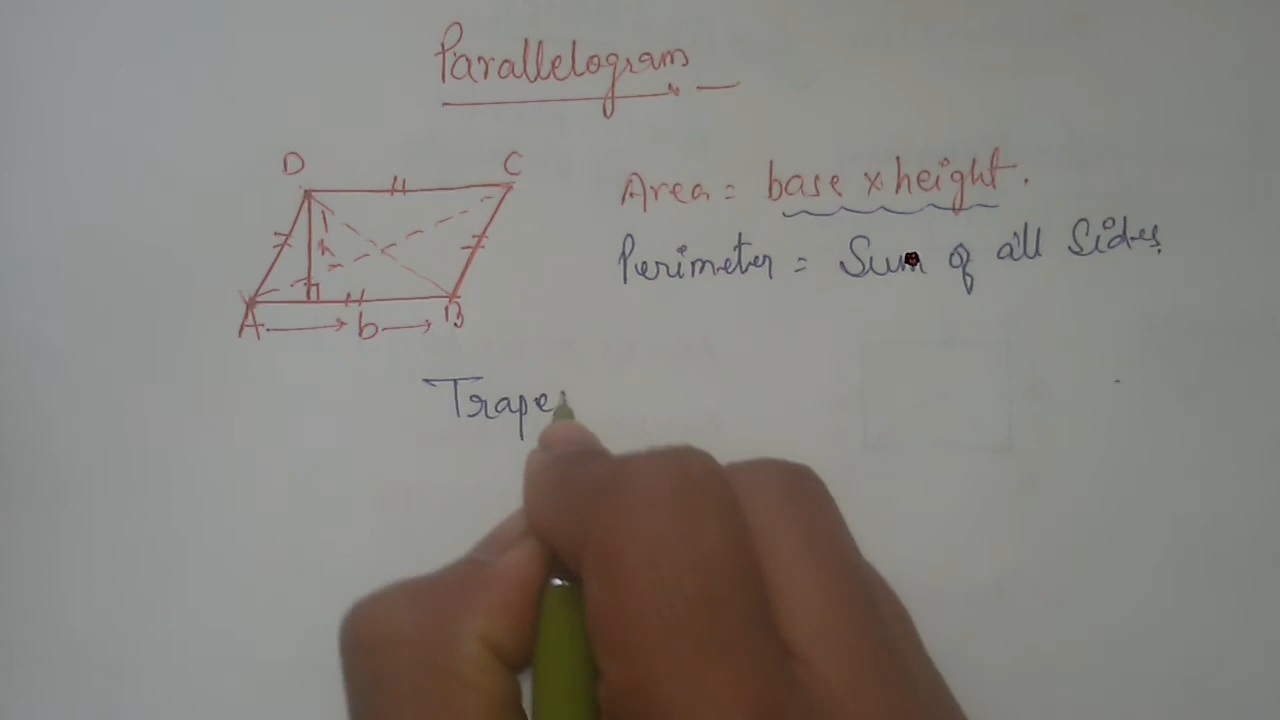 Parallelogram
D C
h
A b B
Area = base x height.
Perimeter = Sum of all Sides
Trape